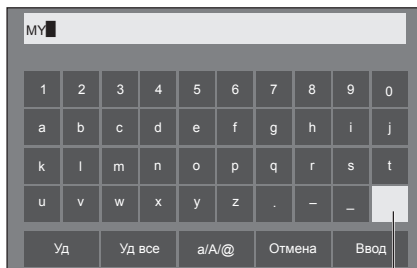 MY
1 2 3 4 5 6 7 8 9 0
a b c d e f g h i j
k l m n o p q r s t
u v w x y z . – _
Уд Уд все a/A/@ Отмена Ввод